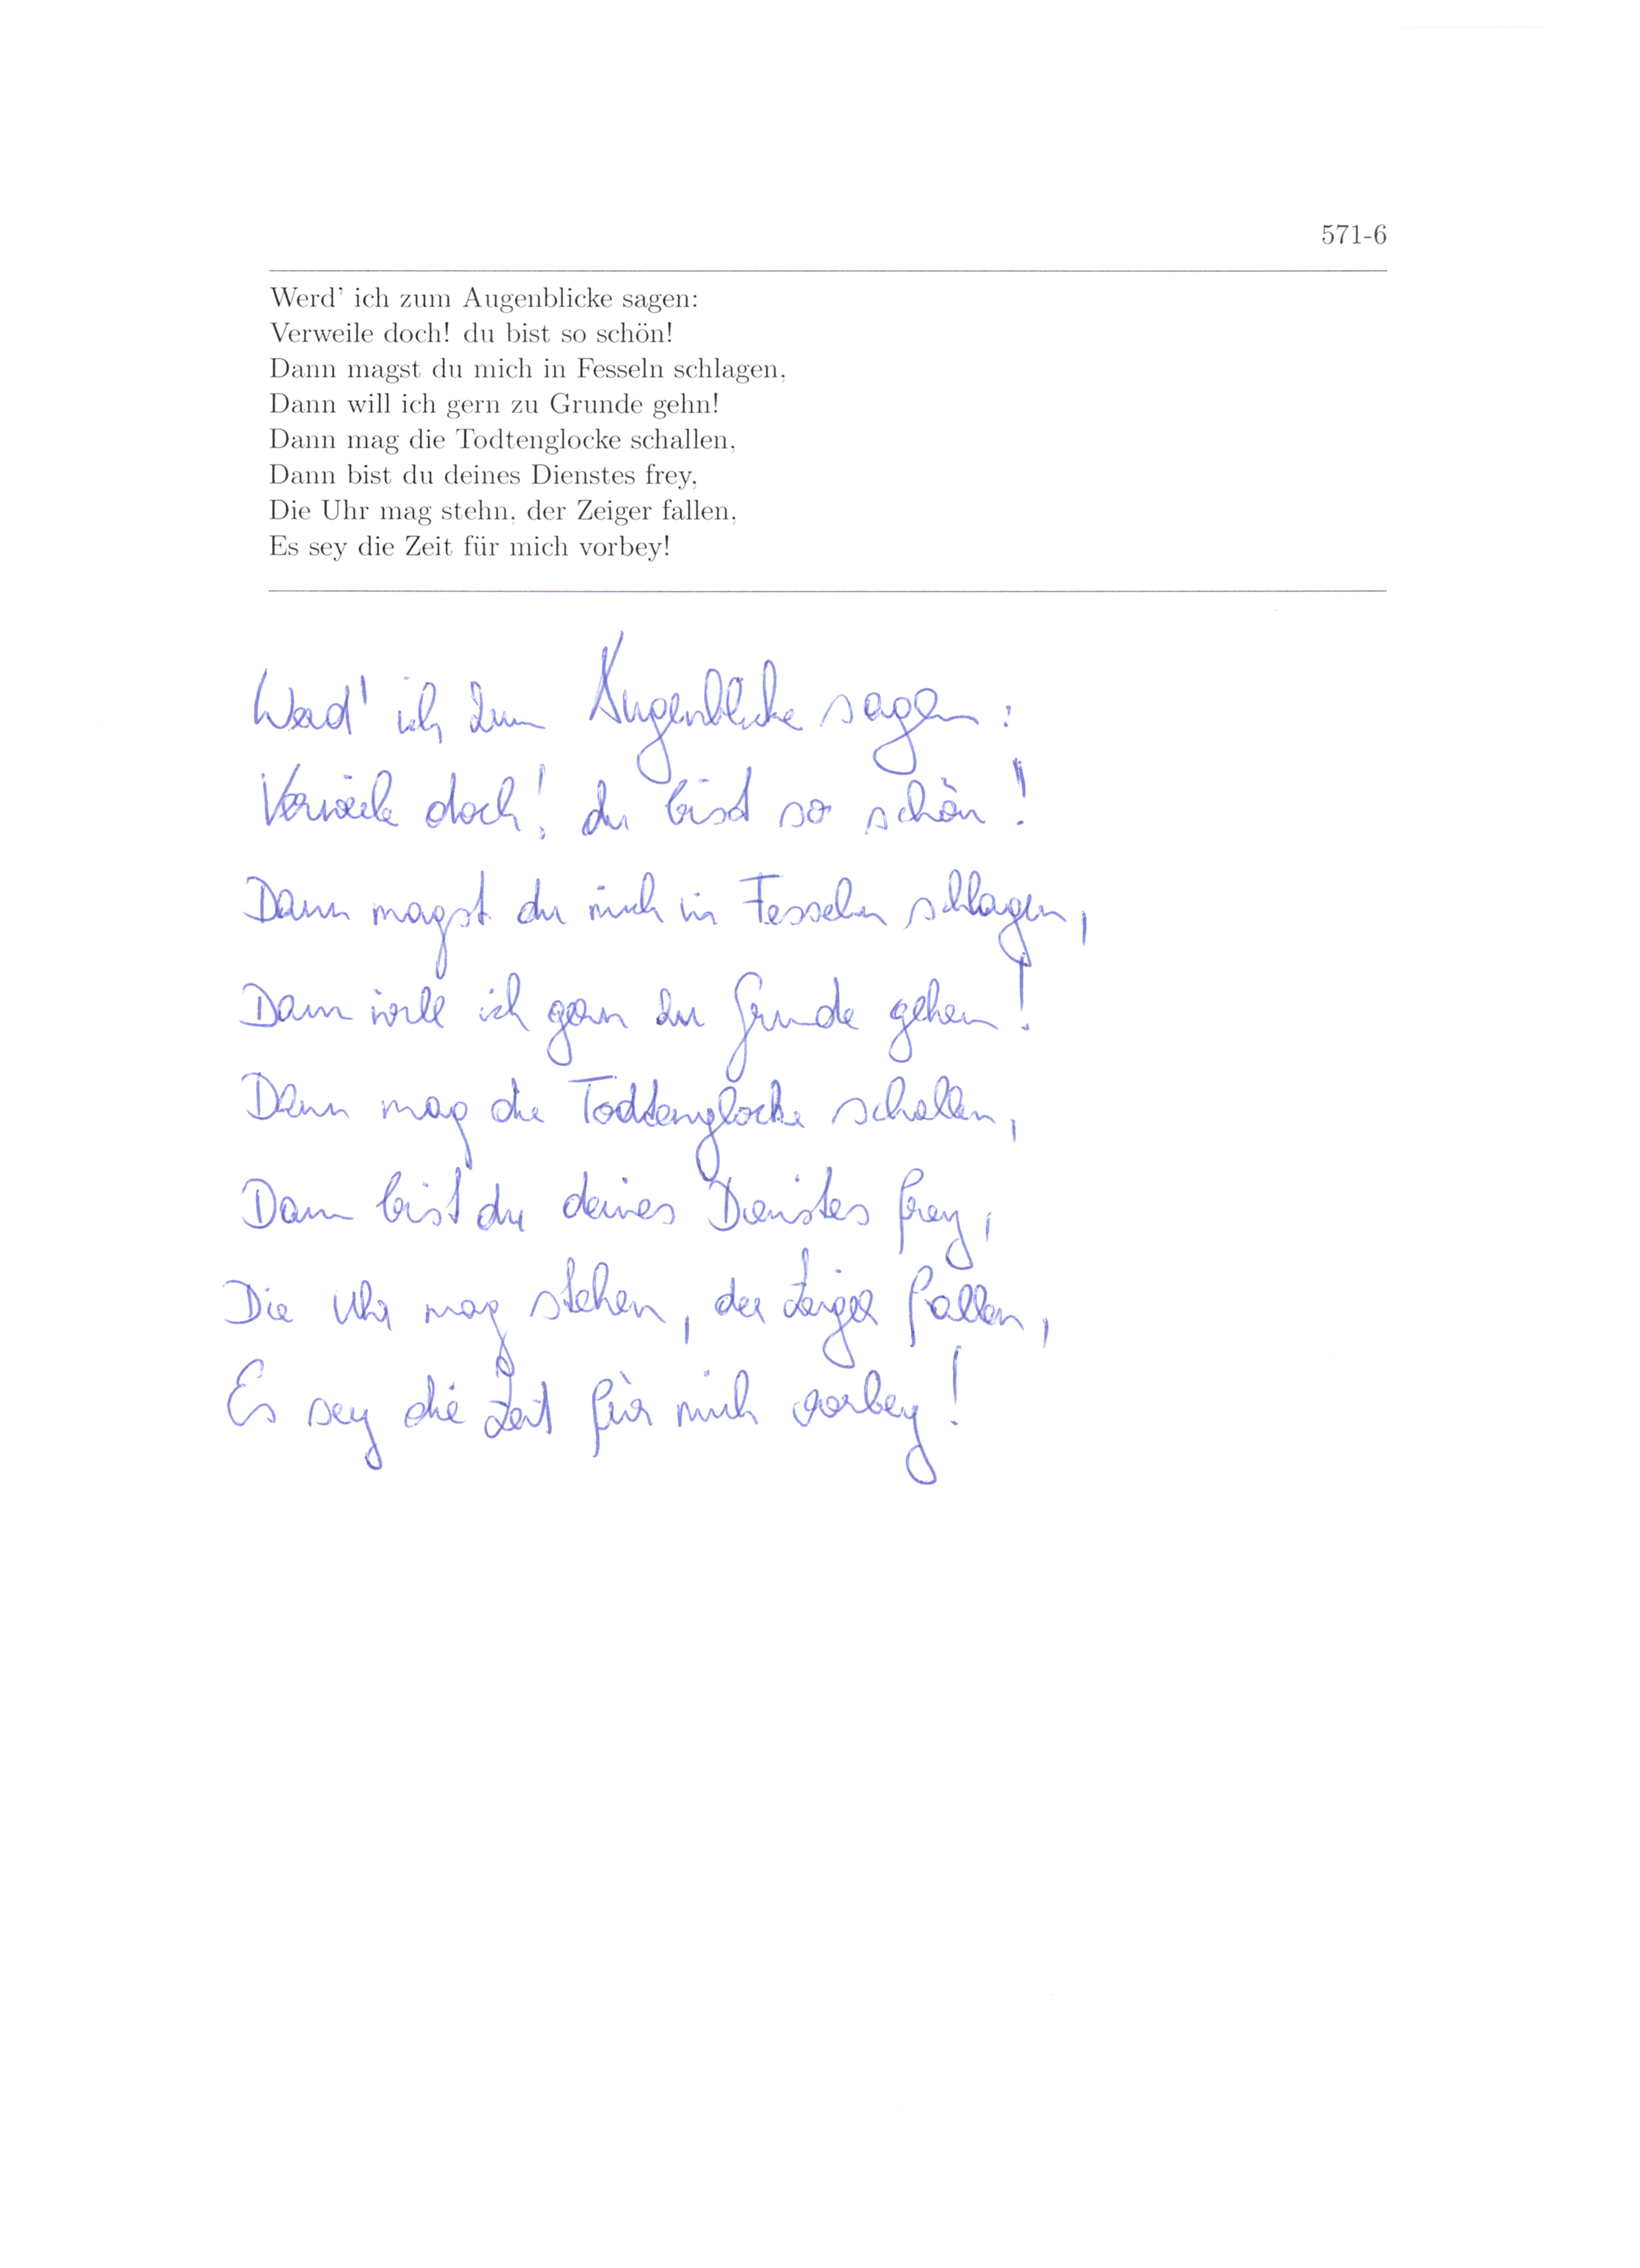 571-6
Werd' ich zum Augenblicke sagen:
Verweile doch! du bist so schön!
Dann magst du mich in Fesseln schlagen,
Dann will ich gern zu Grunde gehn!
Dann mag die Todtenglocke schallen,
Dann bist du deines Dienstes frey,
Die Uhr mag stehn, der Zeiger fallen,
Es sey die Zeit für mich vorbey!
Werd' ich zum Augenblicke sagen:
Verweile doch! du bist so schön!
Dann magst du mich in Fesseln schlagen,
Dann will ich gern zu Grunde gehen!
Dann mag die Todtenglocke schallen,
Dann bist du deines Dienstes frey,
Die Uhr mag stehen, der Zeiger fallen,
Es sey die Zeit für mich vorbey!